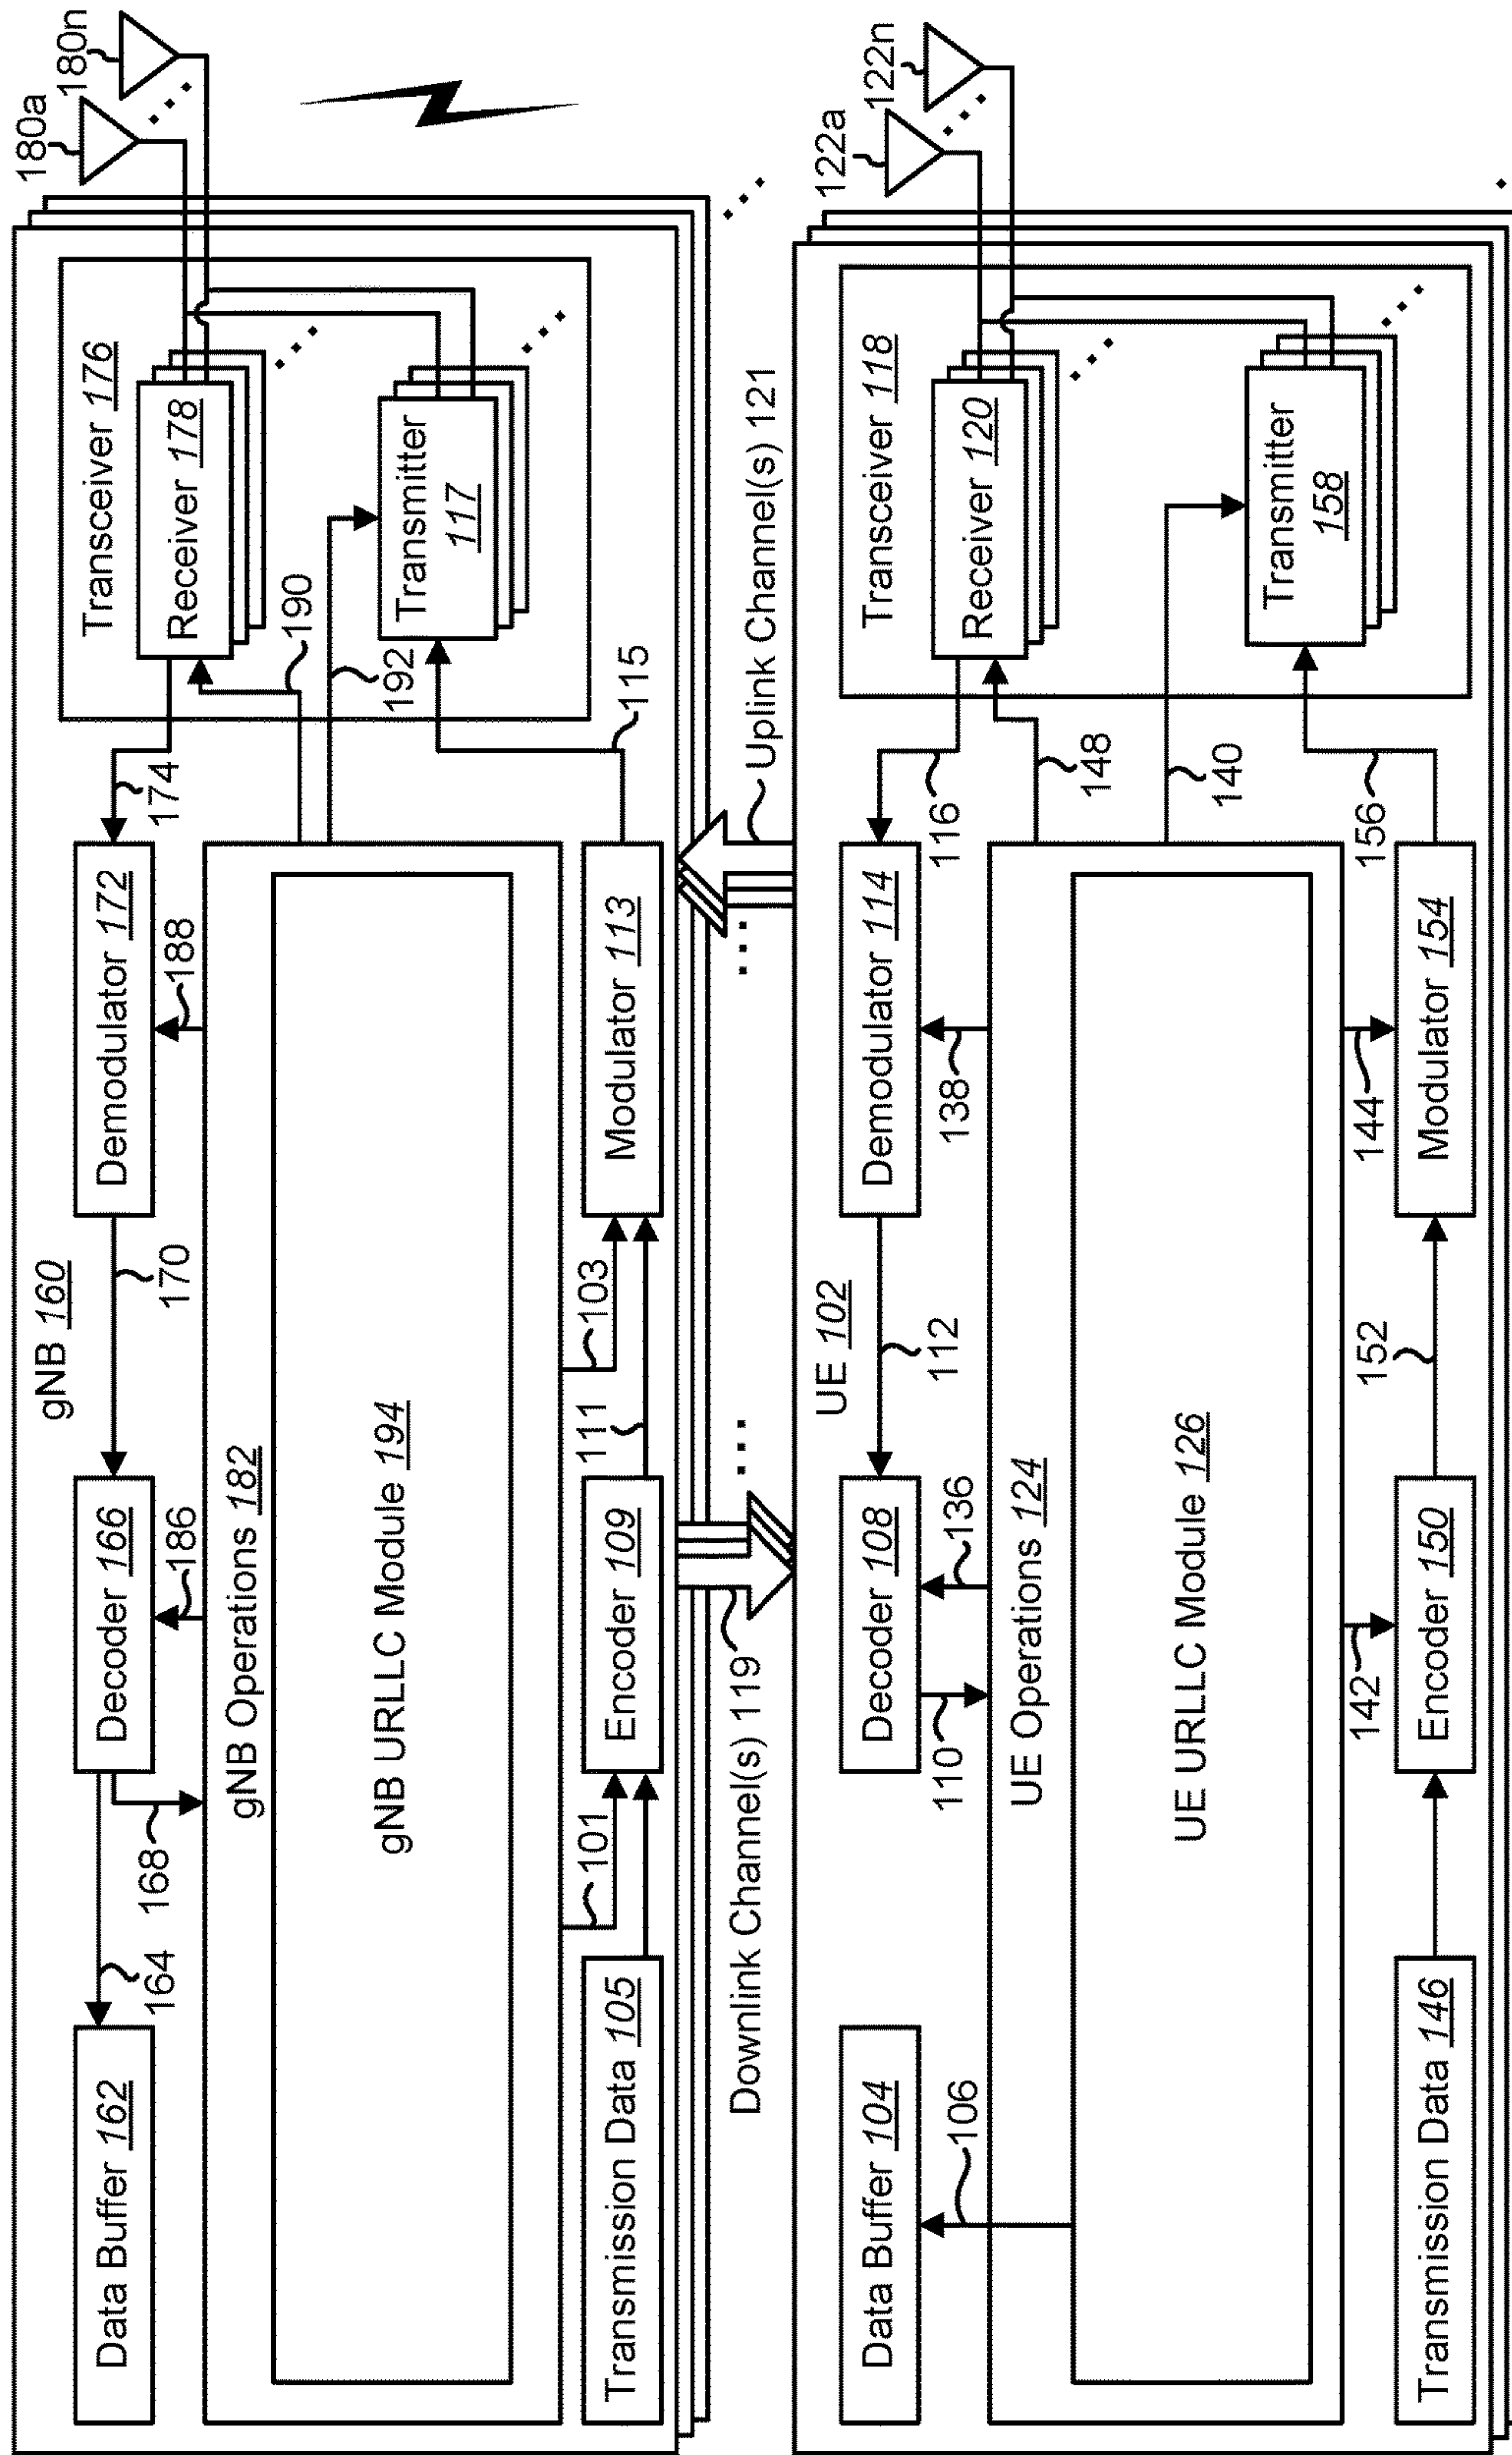 gNB 160
180a
180n
Data Buffer 162
164
168
Decoder 166
186
170
Demodulator 172
188
174
Transceiver 176
Receiver 178
190
gNB Operations 182
gNB URLLC Module 194
192
Transmitter 117
Transmission Data 105
101
Encoder 109
111
103
Modulator 113
115
Downlink Channel(s) 119
Uplink Channel(s) 121
UE 102
122a
122n
Data Buffer 104
106
Decoder 108
110
136
112
Demodulator 114
138
116
Transceiver 118
Receiver 120
148
UE Operations 124
UE URLLC Module 126
140
Transmitter 158
Transmission Data 146
142
Encoder 150
152
144
Modulator 154
156